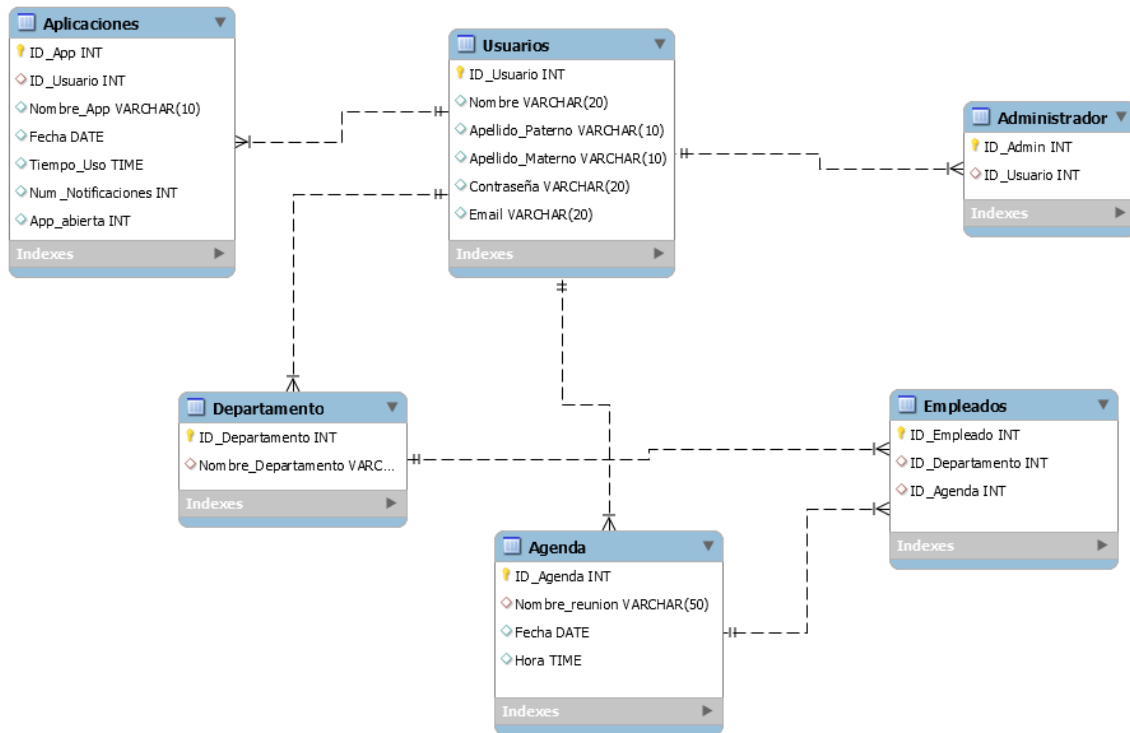 Aplicaciones
ID_App INT
ID_Usuario INT
Nombre_App VARCHAR(10)
Fecha DATE
Tiempo_Uso TIME
Num_Notificaciones INT
App_abierta INT
Indexes
Usuarios
ID_Usuario INT
Nombre VARCHAR(20)
Apellido_Paterno VARCHAR(10)
Apellido_Materno VARCHAR(10)
Contraseña VARCHAR(20)
Email VARCHAR(20)
Indexes
Administrador
ID_Admin INT
ID_Usuario INT
Indexes
Departamento
ID_Departamento INT
Nombre_Departamento VARC...
Indexes
Empleados
ID_Empleado INT
ID_Departamento INT
ID_Agenda INT
Indexes
Agenda
ID_Agenda INT
Nombre_reunion VARCHAR(50)
Fecha DATE
Hora TIME
Indexes